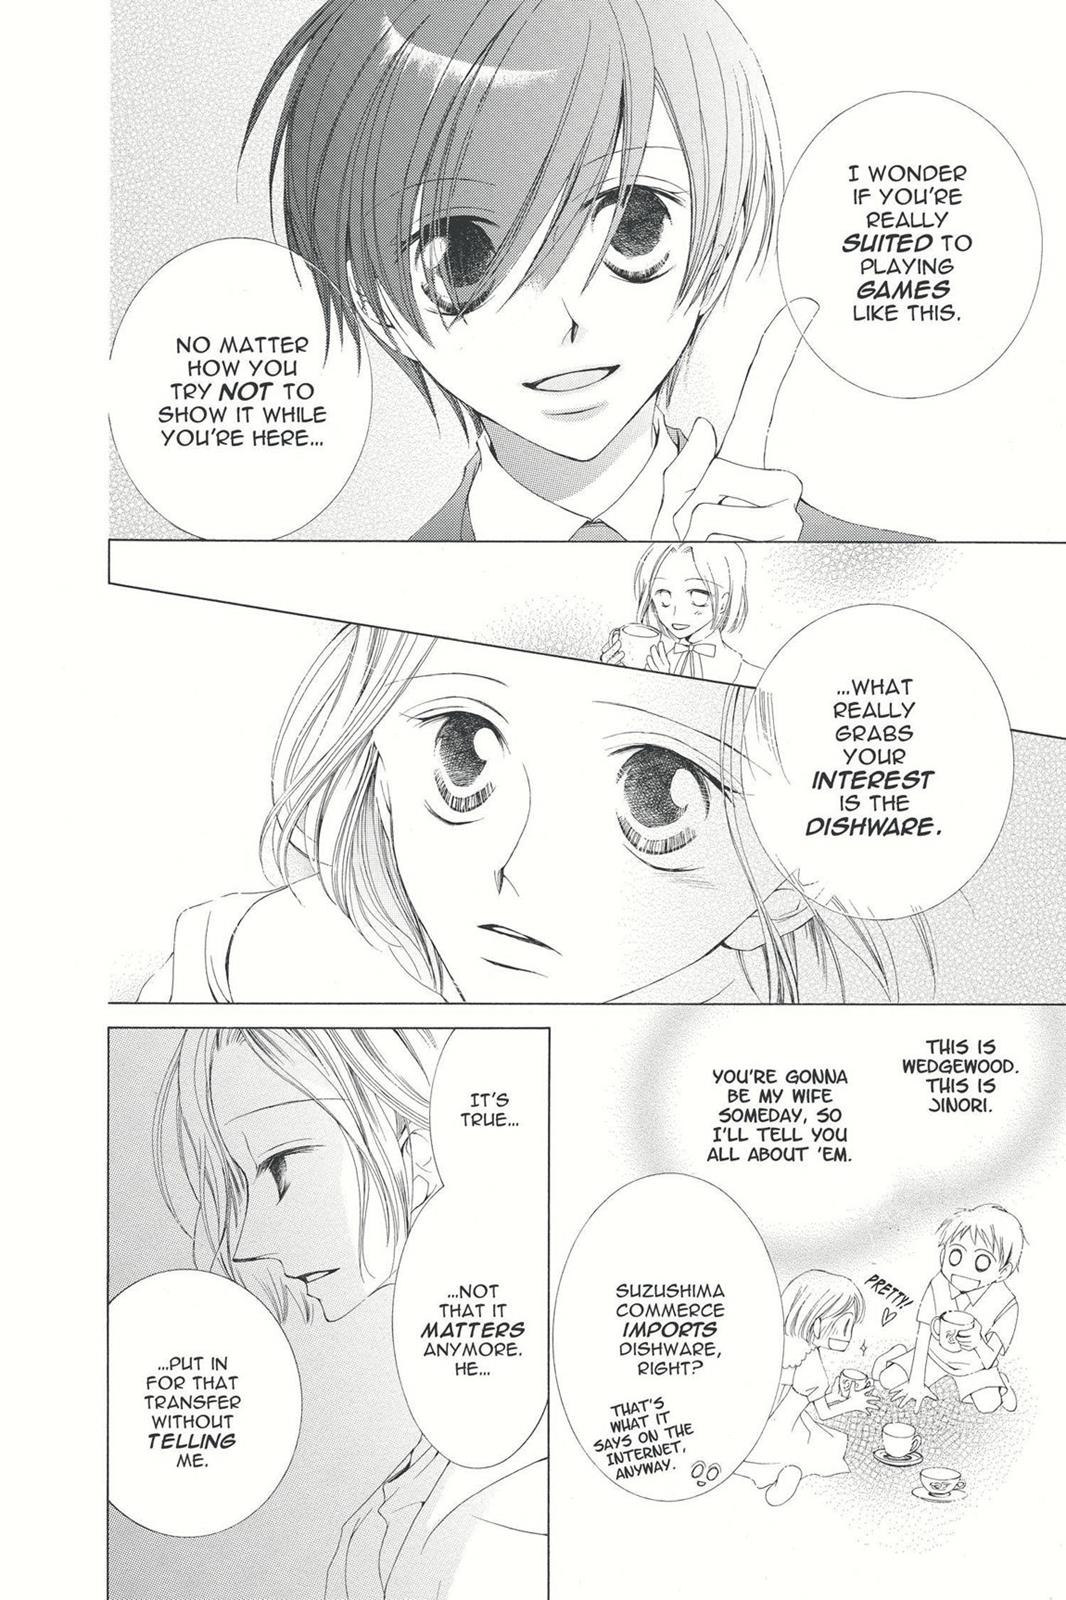 I WONDER
IF YOU'RE
REALLY
SUITED TO
PLAYING
GAMES
LIKE THIS.
NO MATTER
HOW YOU
TRY NOT TO
SHOW IT WHILE
YOU'RE HERE...
...WHAT
REALLY
GRABS
YOUR
INTEREST
IS THE
DISHWARE.
THIS IS
WEDGEWOOD.
THIS IS
JINORI.
YOU'RE GONNA
BE MY WIFE
SOMEDAY, SO
I'LL TELL YOU
ALL ABOUT 'EM.
PRETTY!
SUZUSHIMA
COMMERCE
IMPORTS
DISHWARE,
RIGHT?
THAT'S
WHAT IT
SAYS ON THE
INTERNET,
ANYWAY.
IT'S
TRUE...
...NOT
THAT IT
MATTERS
ANYMORE.
HE...
...PUT IN
FOR THAT
TRANSFER
WITHOUT
TELLING
ME.